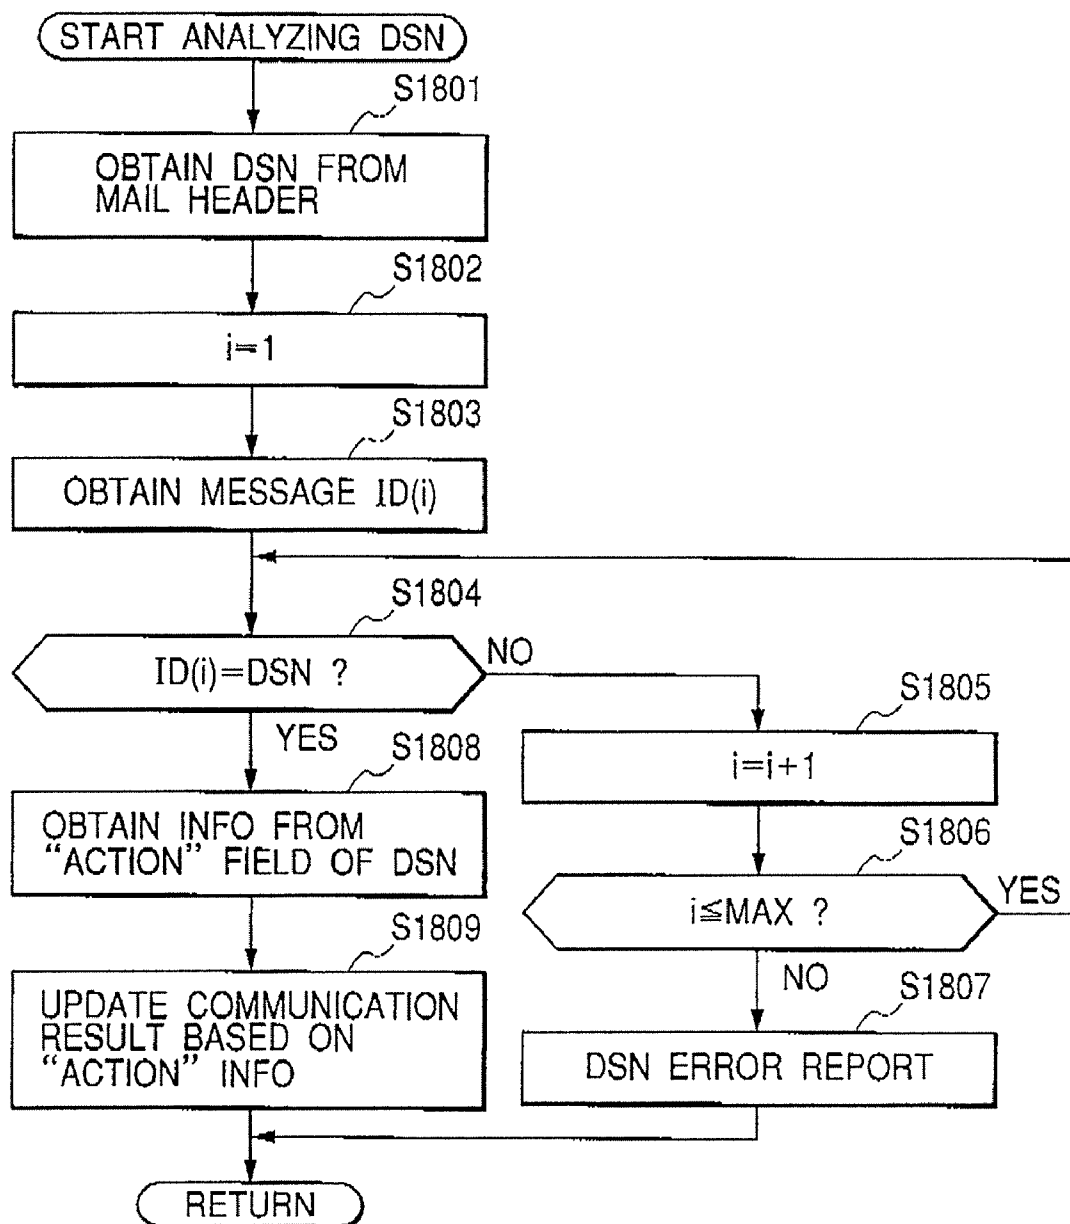 START ANALYZING DSN
S1801
OBTAIN DSN FROM
MAIL HEADER
S1802
i=1
S1803
OBTAIN MESSAGE ID(i)
S1804
ID(i)=DSN ?
NO
YES
S1805
i=i+1
S1806
i≦MAX ?
YES
NO
S1807
DSN ERROR REPORT
S1808
OBTAIN INFO FROM
“ACTION” FIELD OF DSN
S1809
UPDATE COMMUNICATION
RESULT BASED ON
“ACTION” INFO
RETURN